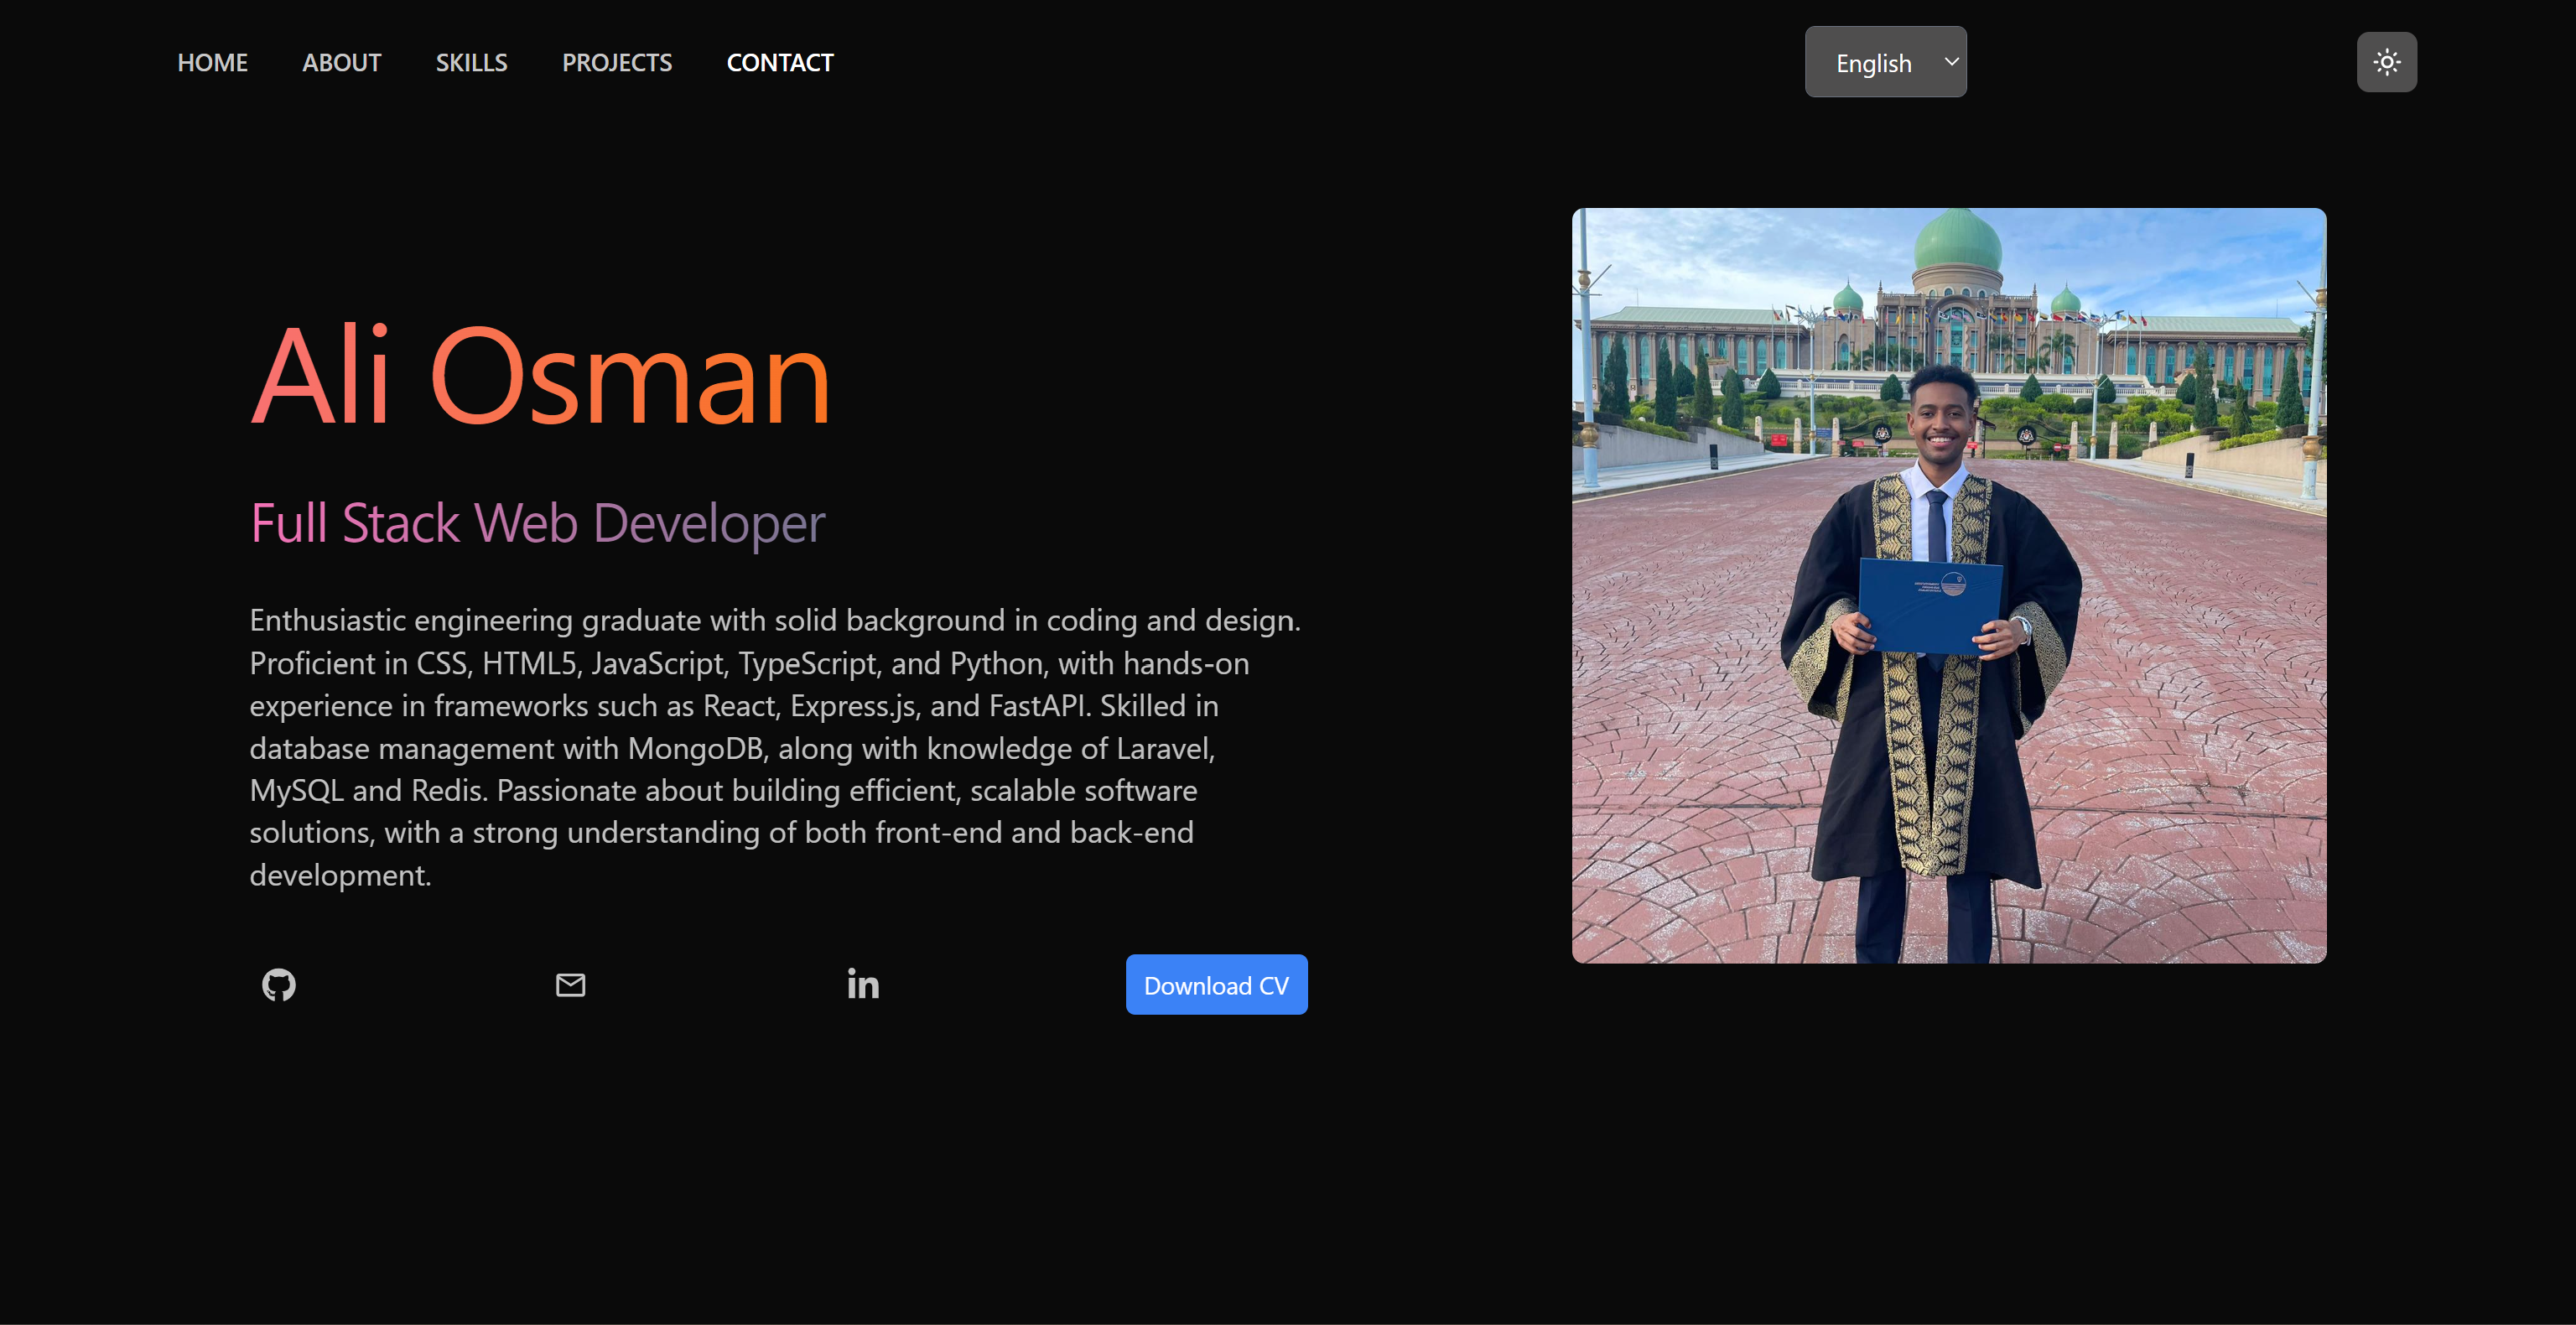 HOME ABOUT SKILLS PROJECTS CONTACT English
Ali Osman
Full Stack Web Developer
Enthusiastic engineering graduate with solid background in coding and design.
Proficient in CSS, HTML5, JavaScript, TypeScript, and Python, with hands-on
experience in frameworks such as React, Express.js, and FastAPI. Skilled in
database management with MongoDB, along with knowledge of Laravel,
MySQL and Redis. Passionate about building efficient, scalable software
solutions, with a strong understanding of both front-end and back-end
development.
in Download CV